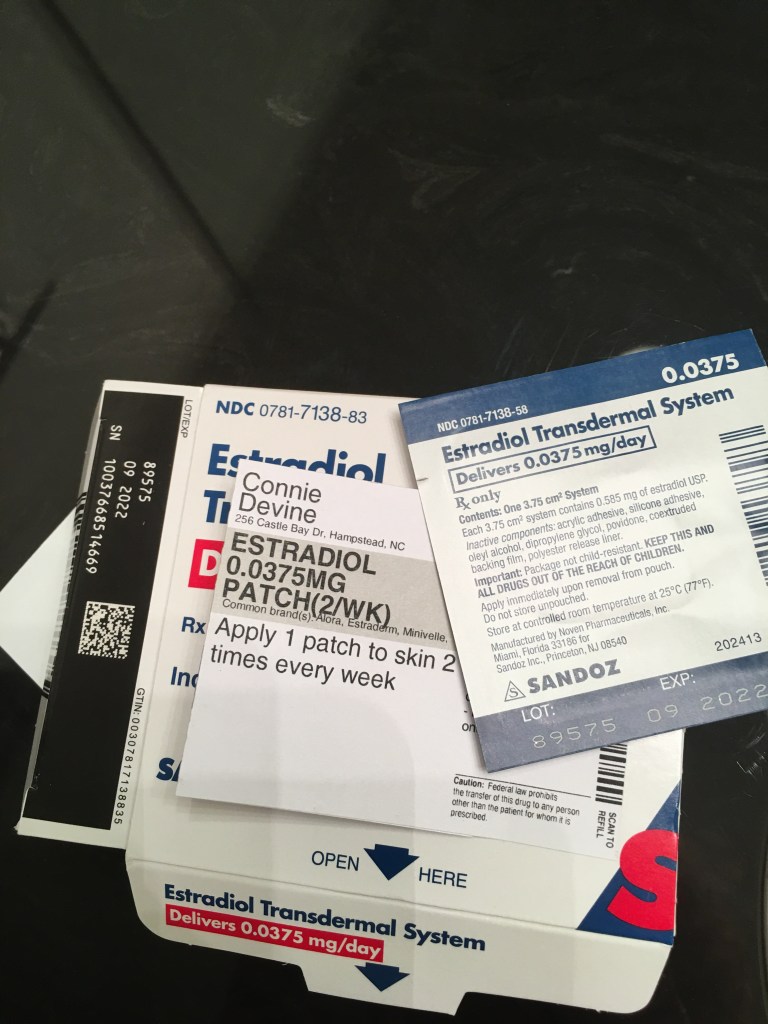 LOT/EXP
89575
09 2022
SN 10037668514669
GTIN: 00307817138835
NDC 0781-7138-83
Estradiol
Connie
Devine
256 Castle Bay Dr, Hampstead, NC
ESTRADIOL
0.0375MG
PATCH(2/WK)
Common brand(s): Alora, Estraderm, Minivelle,
Apply 1 patch to skin 2
times every week
Caution: Federal law prohibits
the transfer of this drug to any person
other than the patient for whom it is
prescribed.
SCAN TO
REFILL
OPEN HERE
Estradiol Transdermal System
Delivers 0.0375 mg/day
0.0375
NDC 0781-7138-58
Estradiol Transdermal System
Delivers 0.0375 mg/day
Rx only
Contents: One 3.75 cm² System
Each 3.75 cm² system contains 0.585 mg of estradiol USP.
Inactive components: acrylic adhesive, silicone adhesive,
oleyl alcohol, dipropylene glycol, povidone, coextruded
backing film, polyester release liner.
Important: Package not child-resistant. KEEP THIS AND
ALL DRUGS OUT OF THE REACH OF CHILDREN.
Apply immediately upon removal from pouch.
Do not store unpouched.
Store at controlled room temperature at 25°C (77°F).
Manufactured by Noven Pharmaceuticals, Inc.
Miami, Florida 33186 for
Sandoz Inc., Princeton, NJ 08540
202413
SANDOZ
LOT: EXP:
89575 09 2022